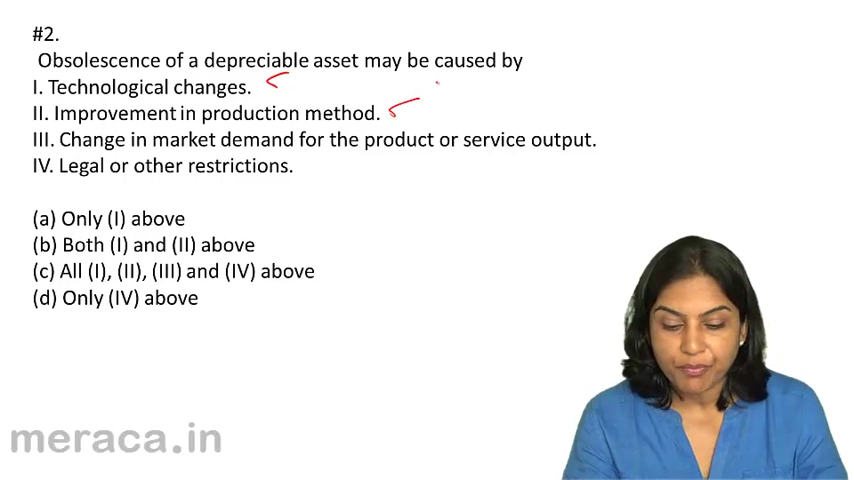 #2.
Obsolescence of a depreciable asset may be caused by
I. Technological changes.
II. Improvement in production method.
III. Change in market demand for the product or service output.
IV. Legal or other restrictions.
(a) Only (I) above
(b) Both (I) and (II) above
(c) All (I), (II), (III) and (IV) above
(d) Only (IV) above
meraca.in